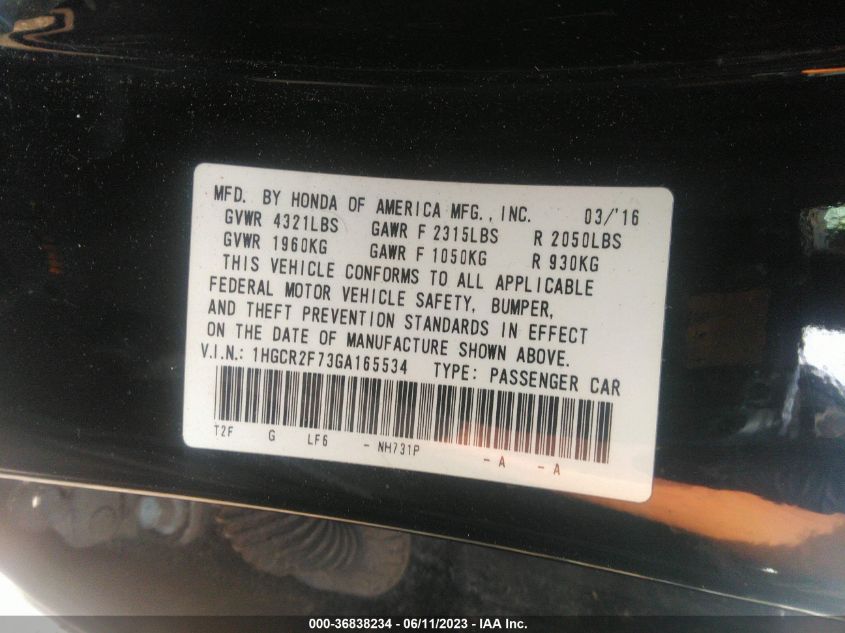 MFD. BY HONDA OF AMERICA MFG., INC. 03/'16
GVWR 4321LBS GAWR F 2315LBS R 2050LBS
GVWR 1960KG GAWR F 1050KG R 930KG
THIS VEHICLE CONFORMS TO ALL APPLICABLE
FEDERAL MOTOR VEHICLE SAFETY, BUMPER,
AND THEFT PREVENTION STANDARDS IN EFFECT
ON THE DATE OF MANUFACTURE SHOWN ABOVE.
V.I.N.: 1HGCR2F73GA165534 TYPE: PASSENGER CAR
T2F G LF6 - NH731P - A - A
000-36838234 - 06/11/2023 - IAA Inc.